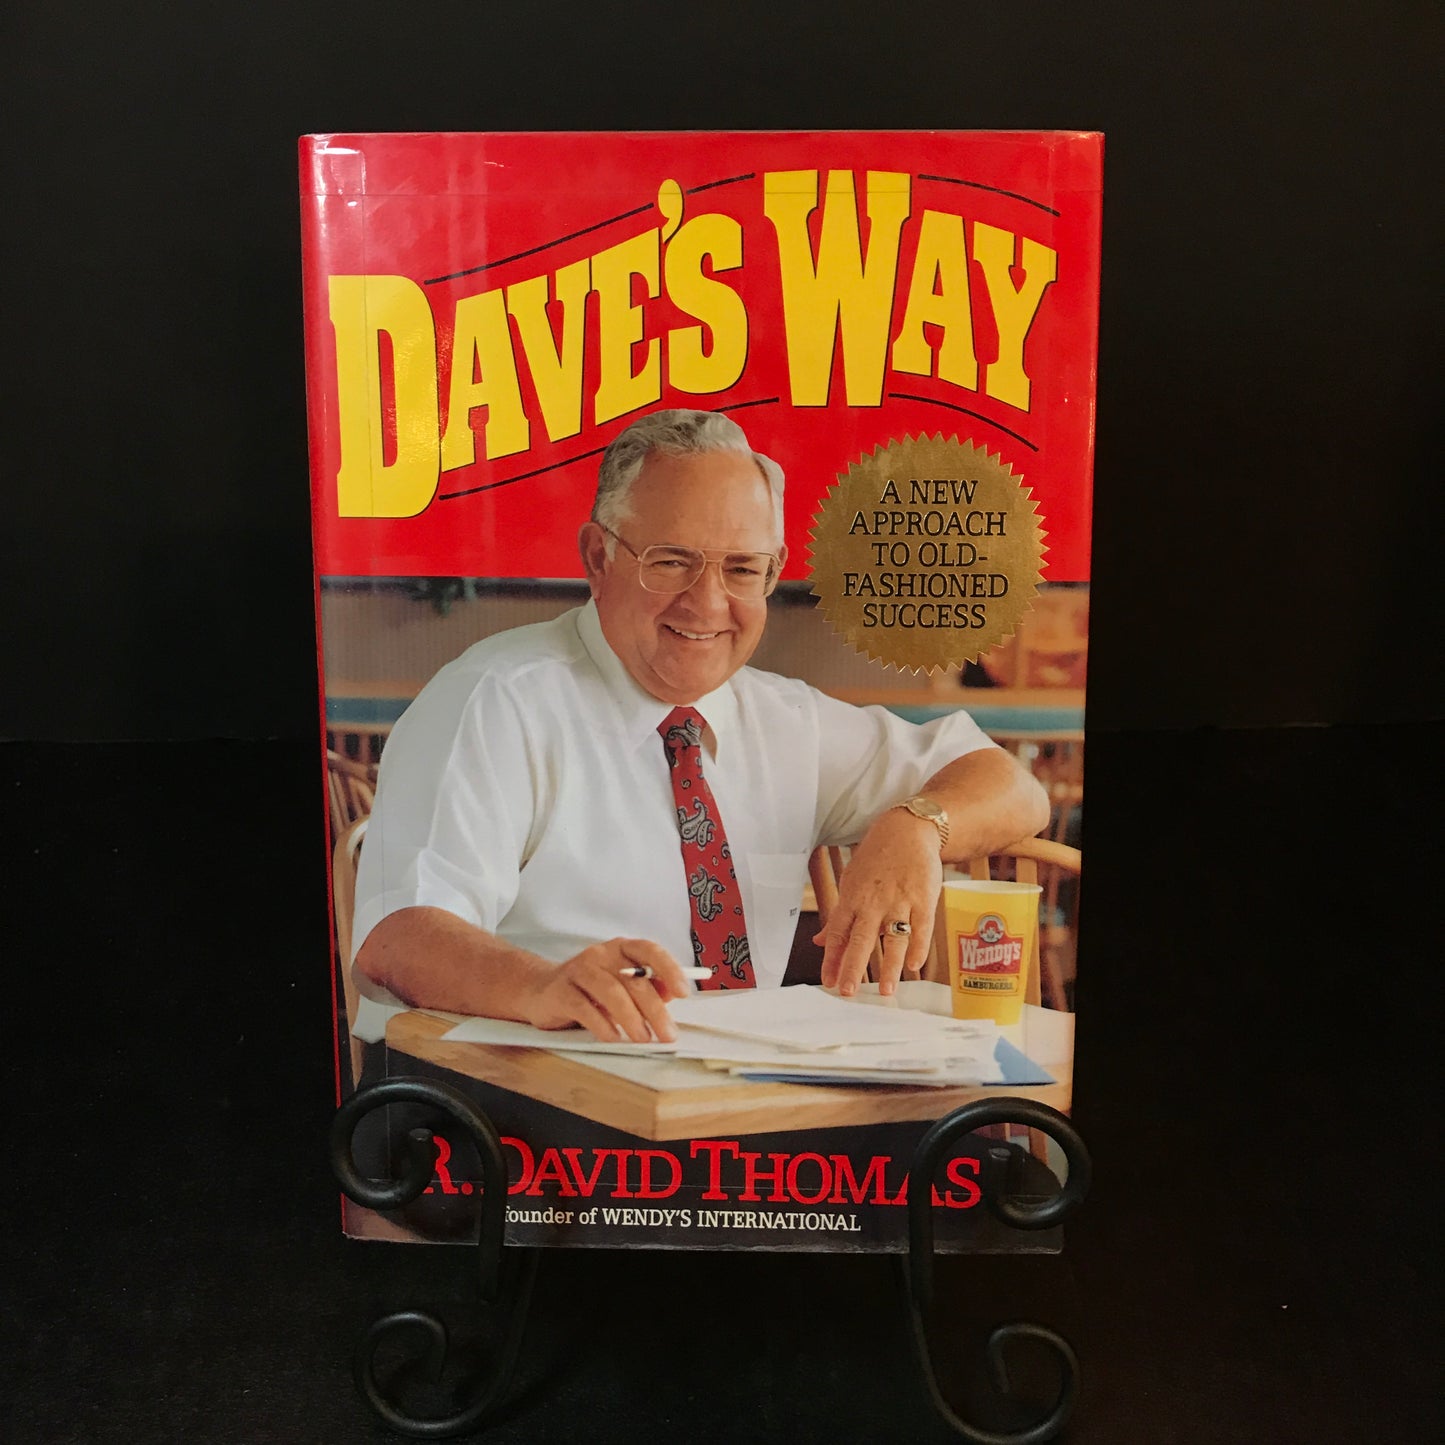 DAVE'S WAY
A NEW
APPROACH
TO OLD-
FASHIONED
SUCCESS
WENDY'S
HAMBURGERS
R. DAVID THOMAS
founder of WENDY'S INTERNATIONAL